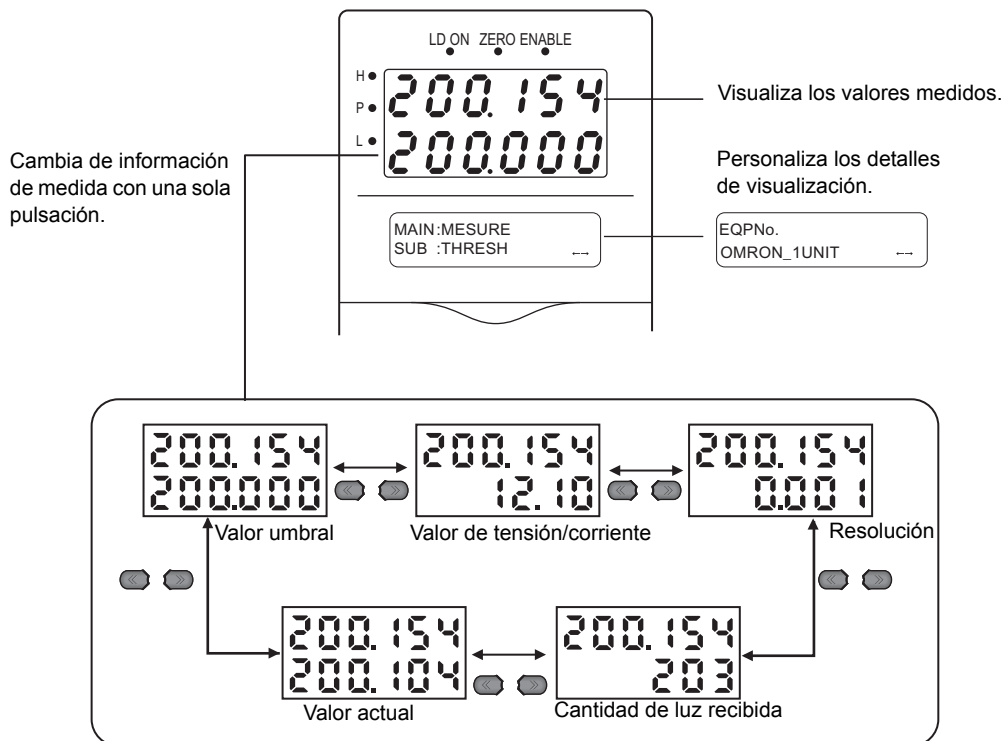 LD ON ZERO ENABLE
H
P
L
200.154
200.000
Visualiza los valores medidos.
Cambia de información
de medida con una sola
pulsación.
Personaliza los detalles
de visualización.
MAIN:MESURE
SUB :THRESH ←→
EQPNo.
OMRON_1UNIT ←→
200.154
200.000
Valor umbral
200.154
12.10
Valor de tensión/corriente
200.154
0.001
Resolución
200.154
200.104
Valor actual
200.154
203
Cantidad de luz recibida